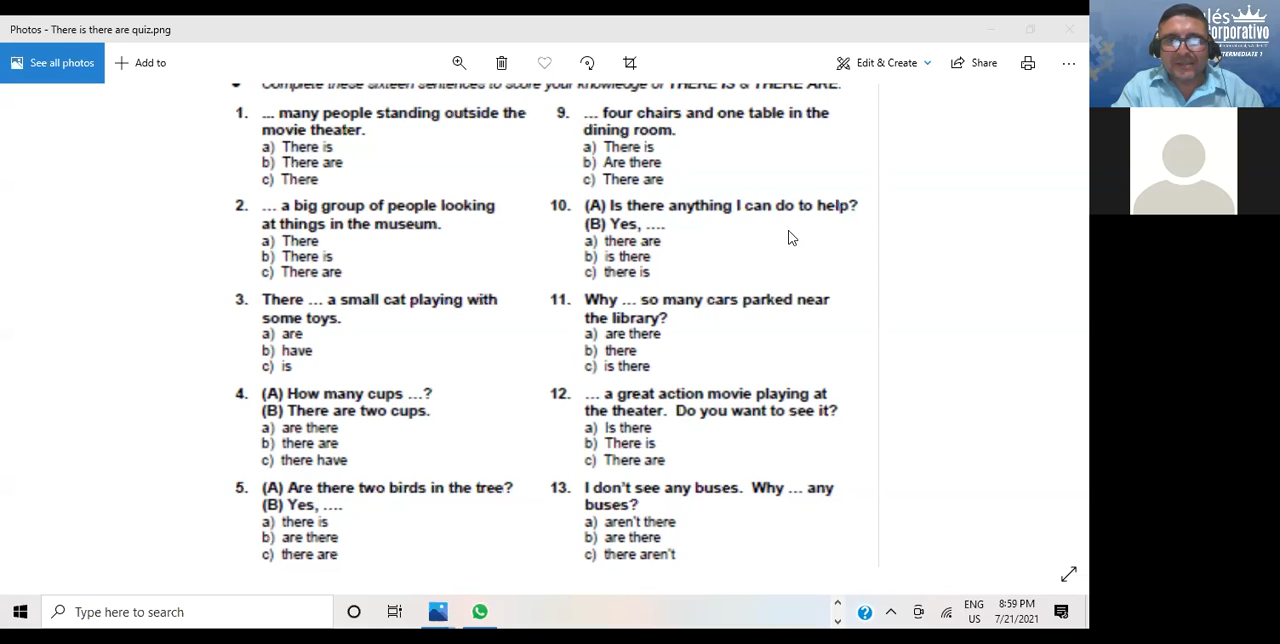 Photos - There is there are quiz.png
See all photos
Add to
Edit & Create
Share
Complete these sixteen sentences to score your knowledge of THERE IS & THERE ARE.
1. ... many people standing outside the
movie theater.
a) There is
b) There are
c) There
2. ... a big group of people looking
at things in the museum.
a) There
b) There is
c) There are
3. There ... a small cat playing with
some toys.
a) are
b) have
c) is
4. (A) How many cups ...?
(B) There are two cups.
a) are there
b) there are
c) there have
5. (A) Are there two birds in the tree?
(B) Yes, ....
a) there is
b) are there
c) there are
9. ... four chairs and one table in the
dining room.
a) There is
b) Are there
c) There are
10. (A) Is there anything I can do to help?
(B) Yes, ....
a) there are
b) is there
c) there is
11. Why ... so many cars parked near
the library?
a) are there
b) there
c) is there
12. ... a great action movie playing at
the theater. Do you want to see it?
a) Is there
b) There is
c) There are
13. I don't see any buses. Why ... any
buses?
a) aren't there
b) are there
c) there aren't
lés
orporativo
INTERMEDIATE 1
Type here to search
ENG
US
8:59 PM
7/21/2021